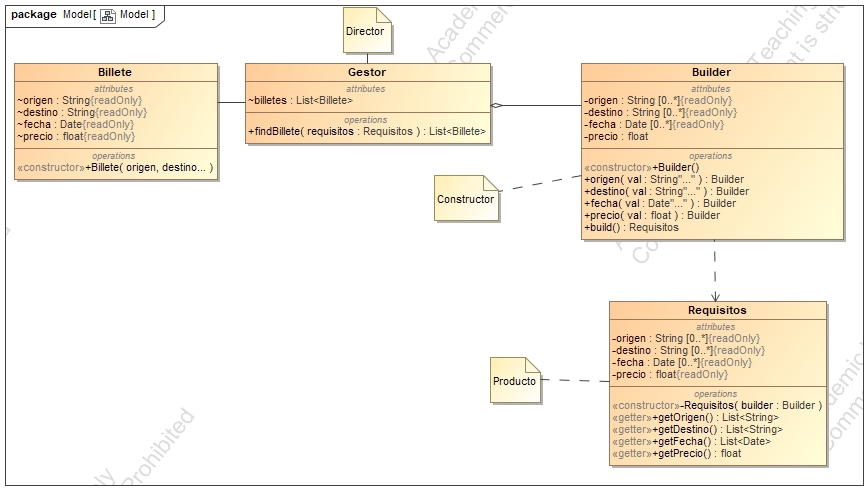 package Model[ Model ]
Director
Billete
attributes
~origen : String{readOnly}
~destino : String{readOnly}
~fecha : Date{readOnly}
~precio : float{readOnly}
operations
«constructor»+Billete( origen, destino... )
Gestor
attributes
~billetes : List<Billete>
operations
+findBillete( requisitos : Requisitos ) : List<Billete>
Builder
attributes
-origen : String [0..*]{readOnly}
-destino : String [0..*]{readOnly}
-fecha : Date [0..*]{readOnly}
-precio : float
operations
«constructor»+Builder()
+origen( val : String"..." ) : Builder
+destino( val : String"..." ) : Builder
+fecha( val : Date"..." ) : Builder
+precio( val : float ) : Builder
+build() : Requisitos
Constructor
Requisitos
attributes
-origen : String [0..*]{readOnly}
-destino : String [0..*]{readOnly}
-fecha : Date [0..*]{readOnly}
-precio : float{readOnly}
operations
«constructor»-Requisitos( builder : Builder )
«getter»+getOrigen() : List<String>
«getter»+getDestino() : List<String>
«getter»+getFecha() : List<Date>
«getter»+getPrecio() : float
Producto
Teaching
is stric
Prohibited